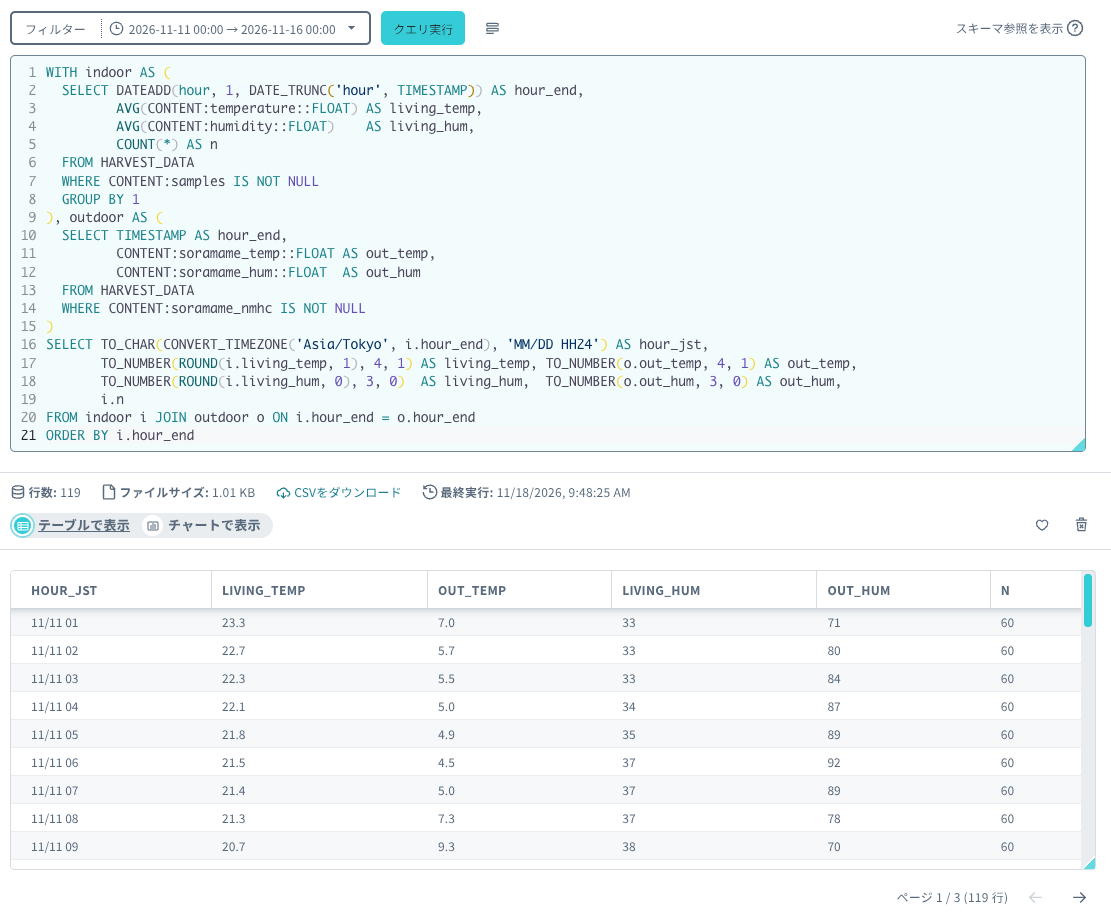 フィルター 2026-11-11 00:00 → 2026-11-16 00:00 クエリ実行 スキーマ参照を表示 ?
1 WITH indoor AS (
2   SELECT DATEADD(hour, 1, DATE_TRUNC('hour', TIMESTAMP)) AS hour_end,
3          AVG(CONTENT:temperature::FLOAT) AS living_temp,
4          AVG(CONTENT:humidity::FLOAT)    AS living_hum,
5          COUNT(*) AS n
6   FROM HARVEST_DATA
7   WHERE CONTENT:samples IS NOT NULL
8   GROUP BY 1
9 ), outdoor AS (
10   SELECT TIMESTAMP AS hour_end,
11          CONTENT:soramame_temp::FLOAT AS out_temp,
12          CONTENT:soramame_hum::FLOAT  AS out_hum
13   FROM HARVEST_DATA
14   WHERE CONTENT:soramame_nmhc IS NOT NULL
15 )
16 SELECT TO_CHAR(CONVERT_TIMEZONE('Asia/Tokyo', i.hour_end), 'MM/DD HH24') AS hour_jst,
17        TO_NUMBER(ROUND(i.living_temp, 1), 4, 1) AS living_temp, TO_NUMBER(o.out_temp, 4, 1) AS out_temp,
18        TO_NUMBER(ROUND(i.living_hum, 0), 3, 0)  AS living_hum,  TO_NUMBER(o.out_hum, 3, 0) AS out_hum,
19        i.n
20 FROM indoor i JOIN outdoor o ON i.hour_end = o.hour_end
21 ORDER BY i.hour_end
行数: 119 ファイルサイズ: 1.01 KB CSVをダウンロード 最終実行: 11/18/2026, 9:48:25 AM
テーブルで表示 チャートで表示
HOUR_JST LIVING_TEMP OUT_TEMP LIVING_HUM OUT_HUM N
11/11 01 23.3 7.0 33 71 60
11/11 02 22.7 5.7 33 80 60
11/11 03 22.3 5.5 33 84 60
11/11 04 22.1 5.0 34 87 60
11/11 05 21.8 4.9 35 89 60
11/11 06 21.5 4.5 37 92 60
11/11 07 21.4 5.0 37 89 60
11/11 08 21.3 7.3 37 78 60
11/11 09 20.7 9.3 38 70 60
ページ 1 / 3 (119 行) ← →